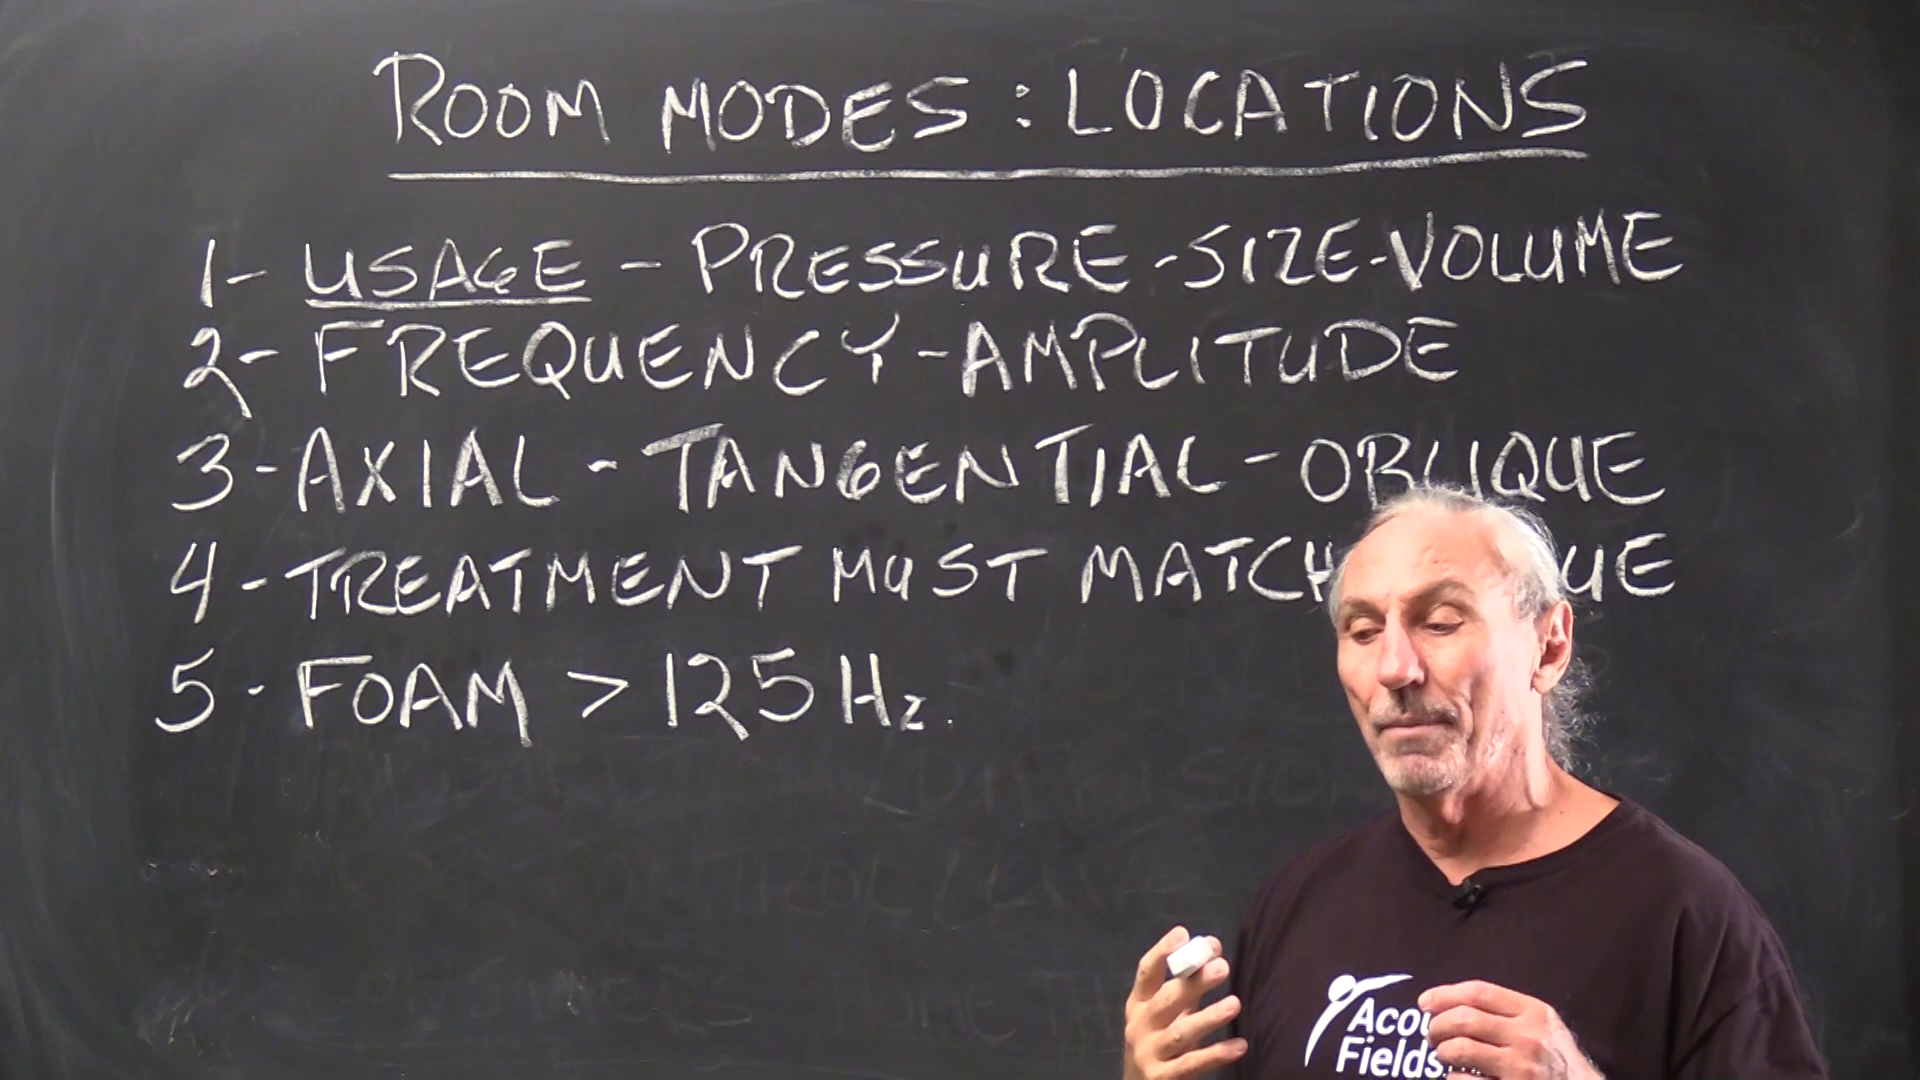 ROOM MODES : LOCATIONS
1- USAGE - PRESSURE - SIZE - VOLUME
2- FREQUENCY - AMPLITUDE
3- AXIAL - TANGENTIAL - OBLIQUE
4- TREATMENT MUST MATCH
5- FOAM > 125 Hz.
Fields